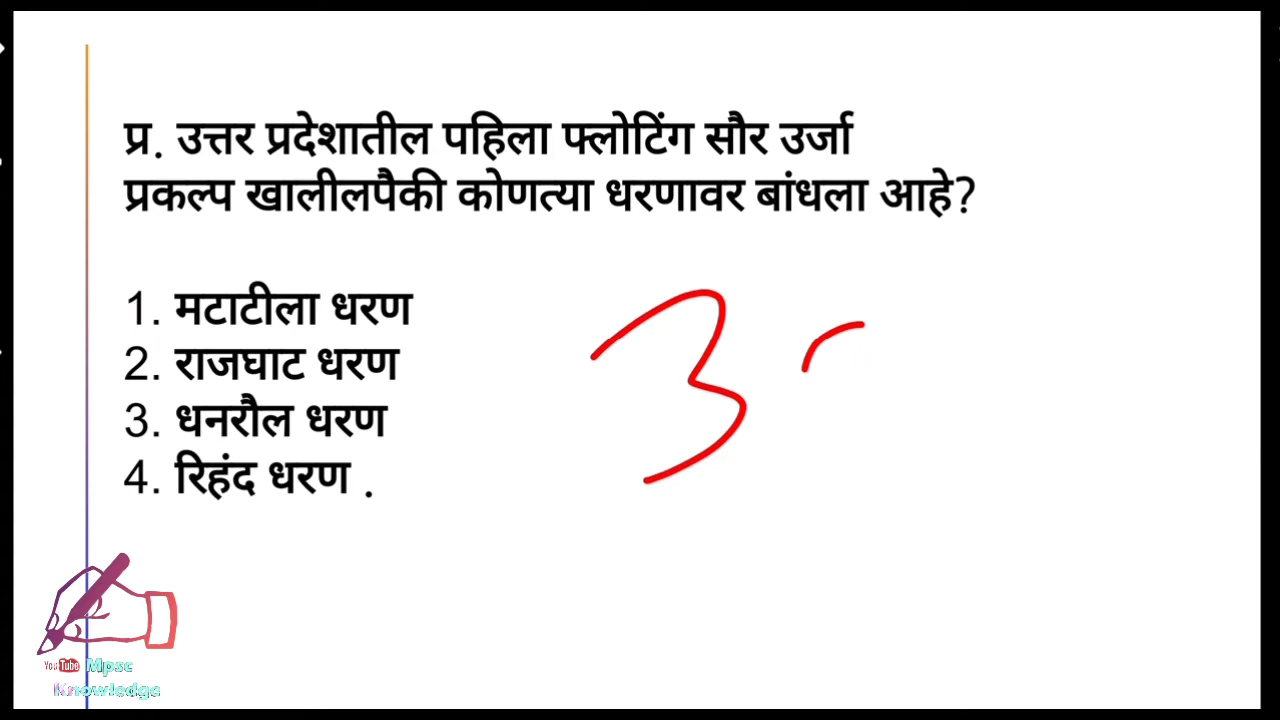 प्र. उत्तर प्रदेशातील पहिला फ्लोटिंग सौर उर्जा
प्रकल्प खालीलपैकी कोणत्या धरणावर बांधला आहे?
1. मटाटीला धरण
2. राजघाट धरण
3. धनरौल धरण
4. रिहंद धरण .
3
YouTube Mpsc
Knowledge